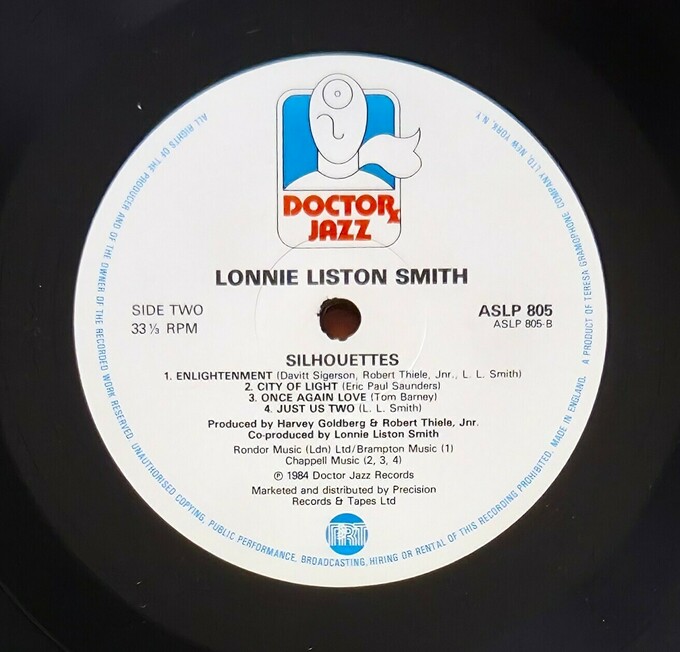 DOCTOR
JAZZ
LONNIE LISTON SMITH
SIDE TWO
33 ⅓ RPM
ASLP 805
ASLP 805-B
SILHOUETTES
1. ENLIGHTENMENT (Davitt Sigerson, Robert Thiele, Jnr., L. L. Smith)
2. CITY OF LIGHT (Eric Paul Saunders)
3. ONCE AGAIN LOVE (Tom Barney)
4. JUST US TWO (L. L. Smith)
Produced by Harvey Goldberg & Robert Thiele, Jnr.
Co-produced by Lonnie Liston Smith
Rondor Music (Ldn) Ltd/Brampton Music (1)
Chappell Music (2, 3, 4)
℗ 1984 Doctor Jazz Records
Marketed and distributed by Precision
Records & Tapes Ltd
PRT
ALL RIGHTS OF THE PRODUCER AND OF THE OWNER OF THE RECORDED WORK RESERVED. UNAUTHORISED COPYING, PUBLIC PERFORMANCE, BROADCASTING, HIRING OR RENTAL OF THIS RECORDING PROHIBITED. MADE IN ENGLAND. A PRODUCT OF TERESA GRAMOPHONE COMPANY LTD. NEW YORK, N.Y.